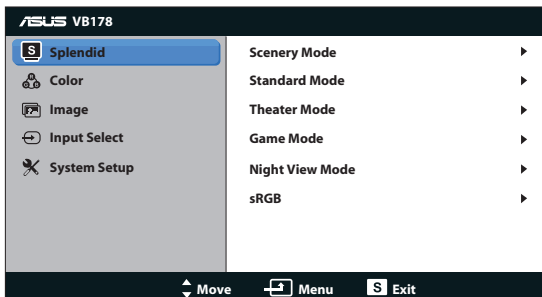 ASUS VB178
S Splendid
Color
Image
Input Select
System Setup
Scenery Mode
Standard Mode
Theater Mode
Game Mode
Night View Mode
sRGB
Move Menu S Exit